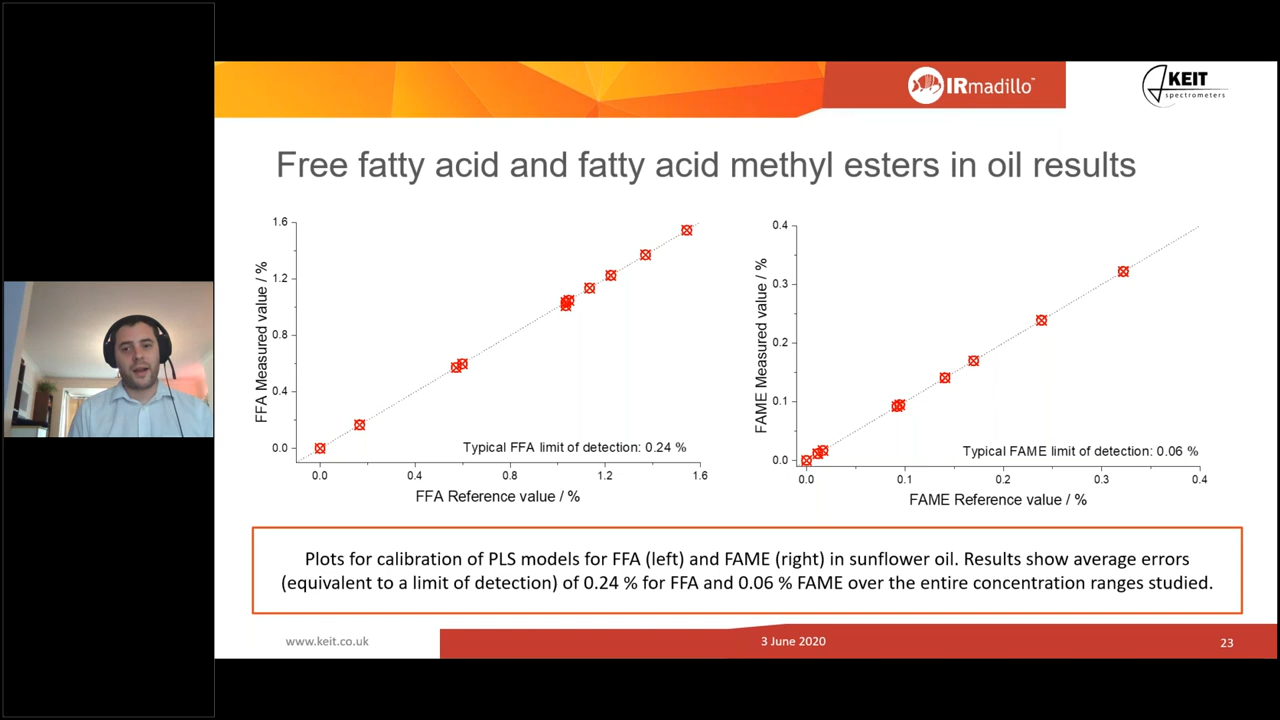 IRmadillo™
KEIT
spectrometers
Free fatty acid and fatty acid methyl esters in oil results
FFA Measured value / %
1.6
1.2
0.8
0.4
0.0
Typical FFA limit of detection: 0.24 %
0.0 0.4 0.8 1.2 1.6
FFA Reference value / %
FAME Measured value / %
0.4
0.3
0.2
0.1
0.0
Typical FAME limit of detection: 0.06 %
0.0 0.1 0.2 0.3 0.4
FAME Reference value / %
Plots for calibration of PLS models for FFA (left) and FAME (right) in sunflower oil. Results show average errors
(equivalent to a limit of detection) of 0.24 % for FFA and 0.06 % FAME over the entire concentration ranges studied.
www.keit.co.uk
3 June 2020
23